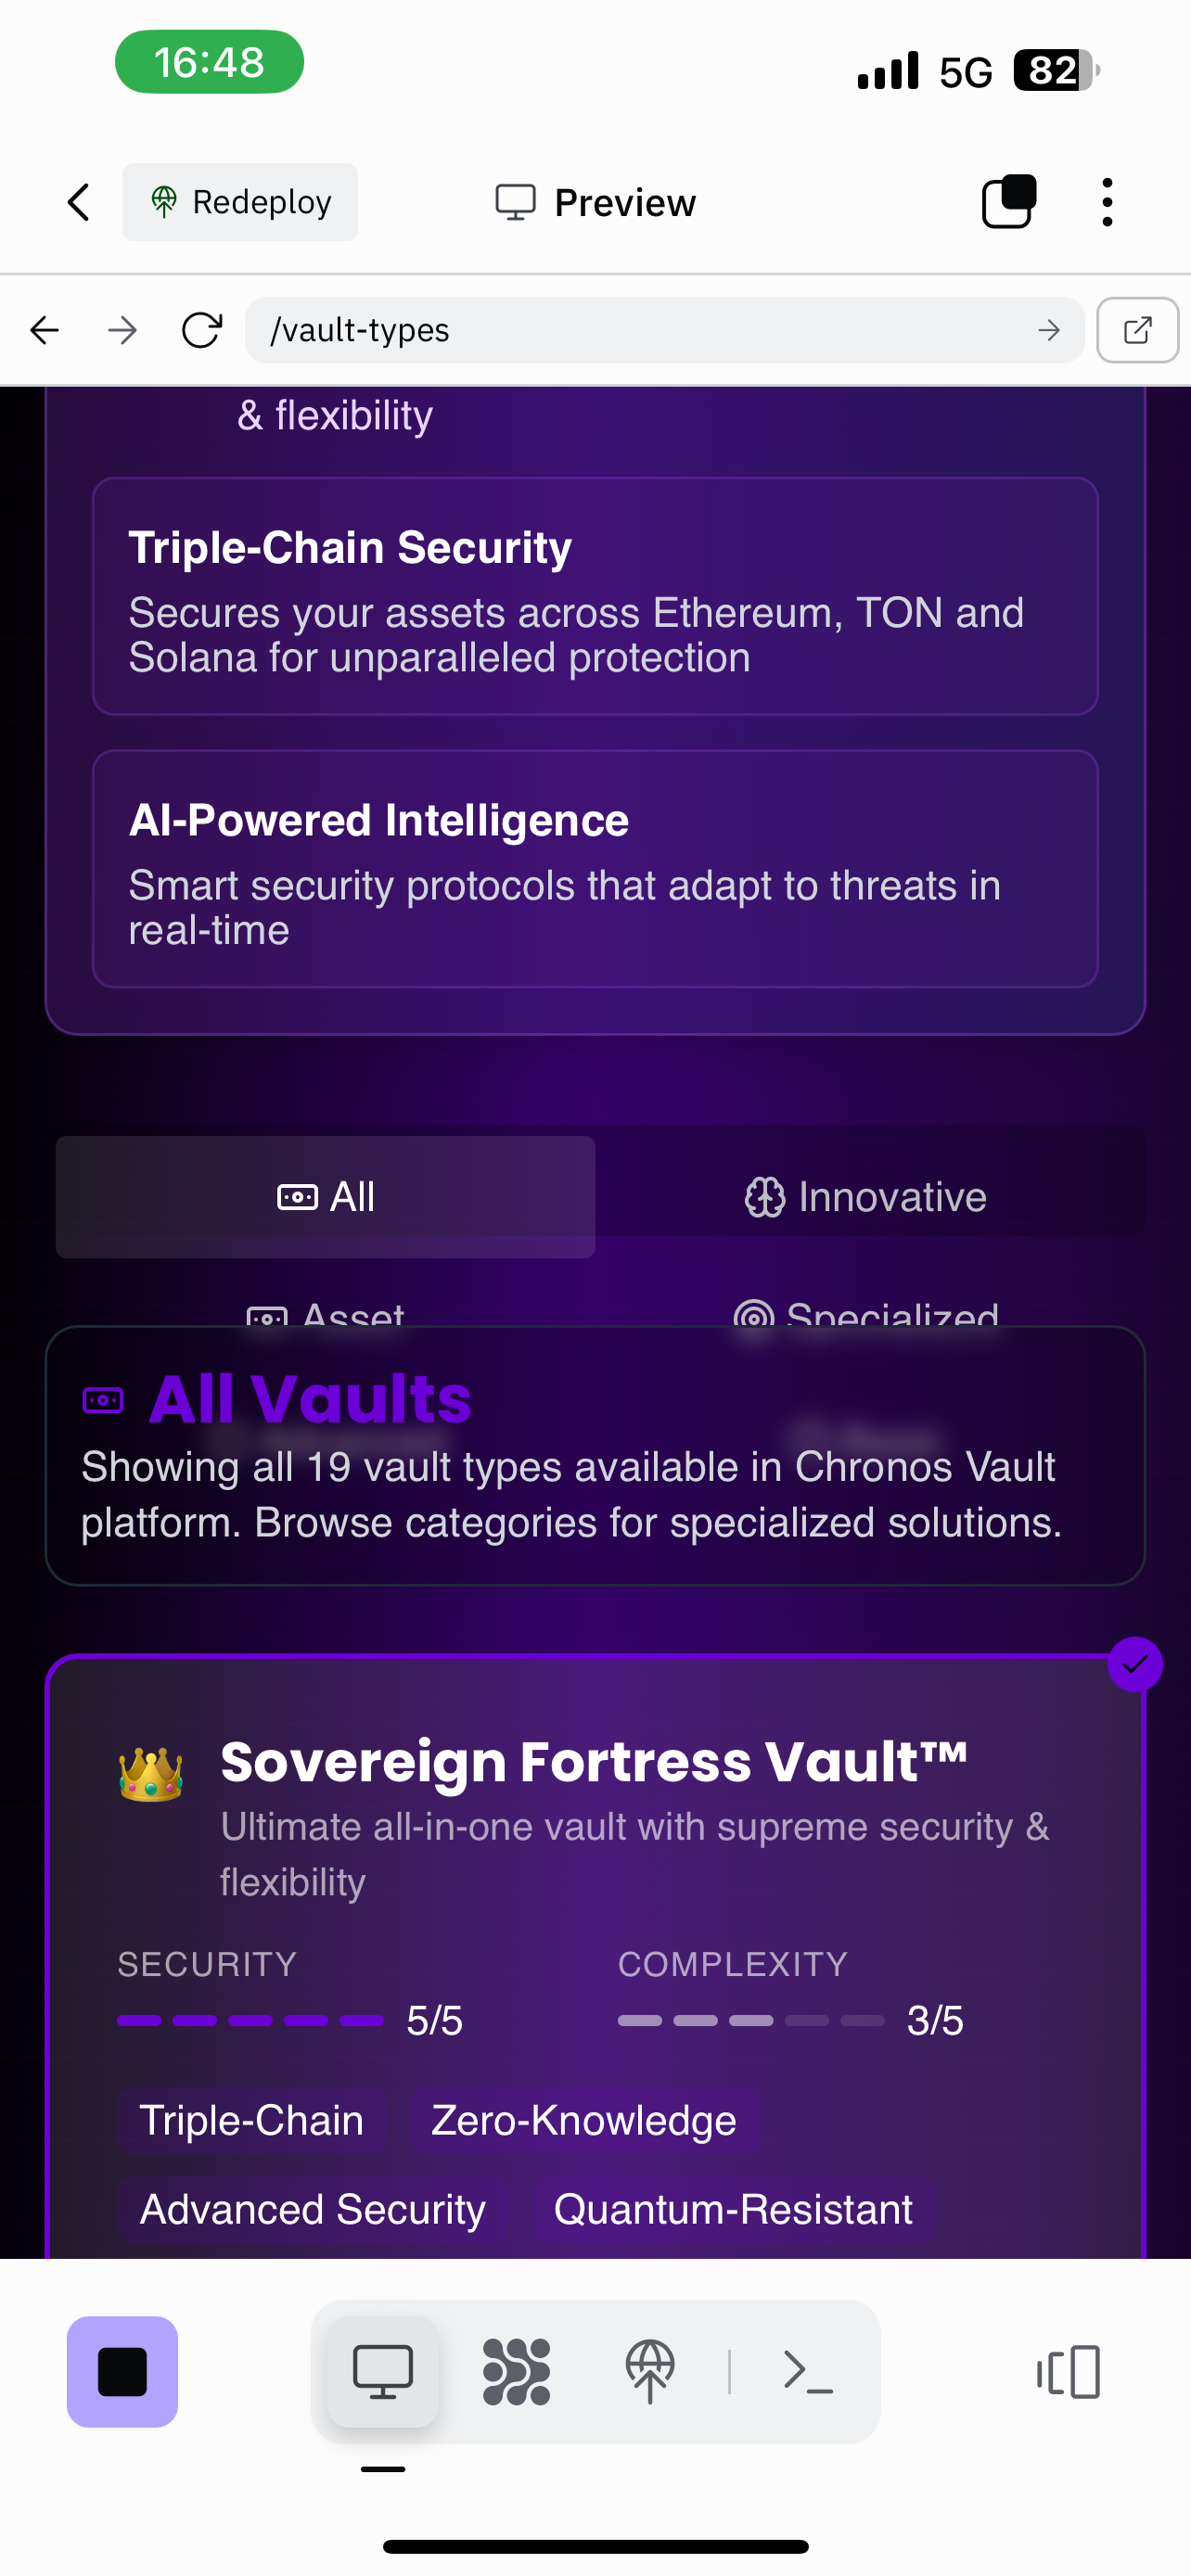 16:48
5G 82
Redeploy
Preview
/vault-types
& flexibility
Triple-Chain Security
Secures your assets across Ethereum, TON and
Solana for unparalleled protection
AI-Powered Intelligence
Smart security protocols that adapt to threats in
real-time
All
Innovative
Asset
Specialized
All Vaults
Showing all 19 vault types available in Chronos Vault
platform. Browse categories for specialized solutions.
Sovereign Fortress Vault™
Ultimate all-in-one vault with supreme security &
flexibility
SECURITY
COMPLEXITY
5/5
3/5
Triple-Chain
Zero-Knowledge
Advanced Security
Quantum-Resistant